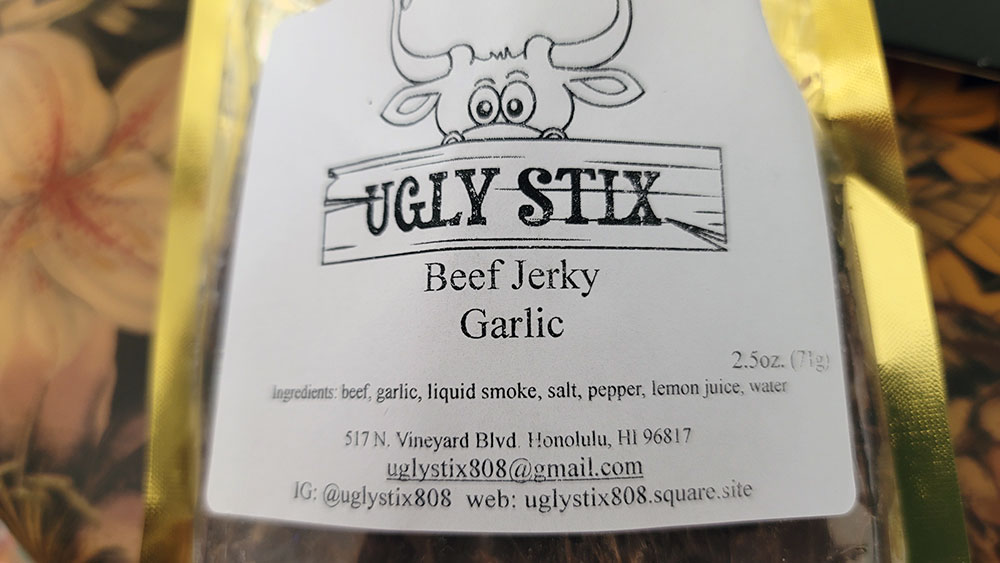 UGLY STIX
Beef Jerky
Garlic
2.5oz. (71g)
Ingredients: beef, garlic, liquid smoke, salt, pepper, lemon juice, water
517 N. Vineyard Blvd. Honolulu, HI 96817
uglystix808@gmail.com
IG: @uglystix808 web: uglystix808.square.site